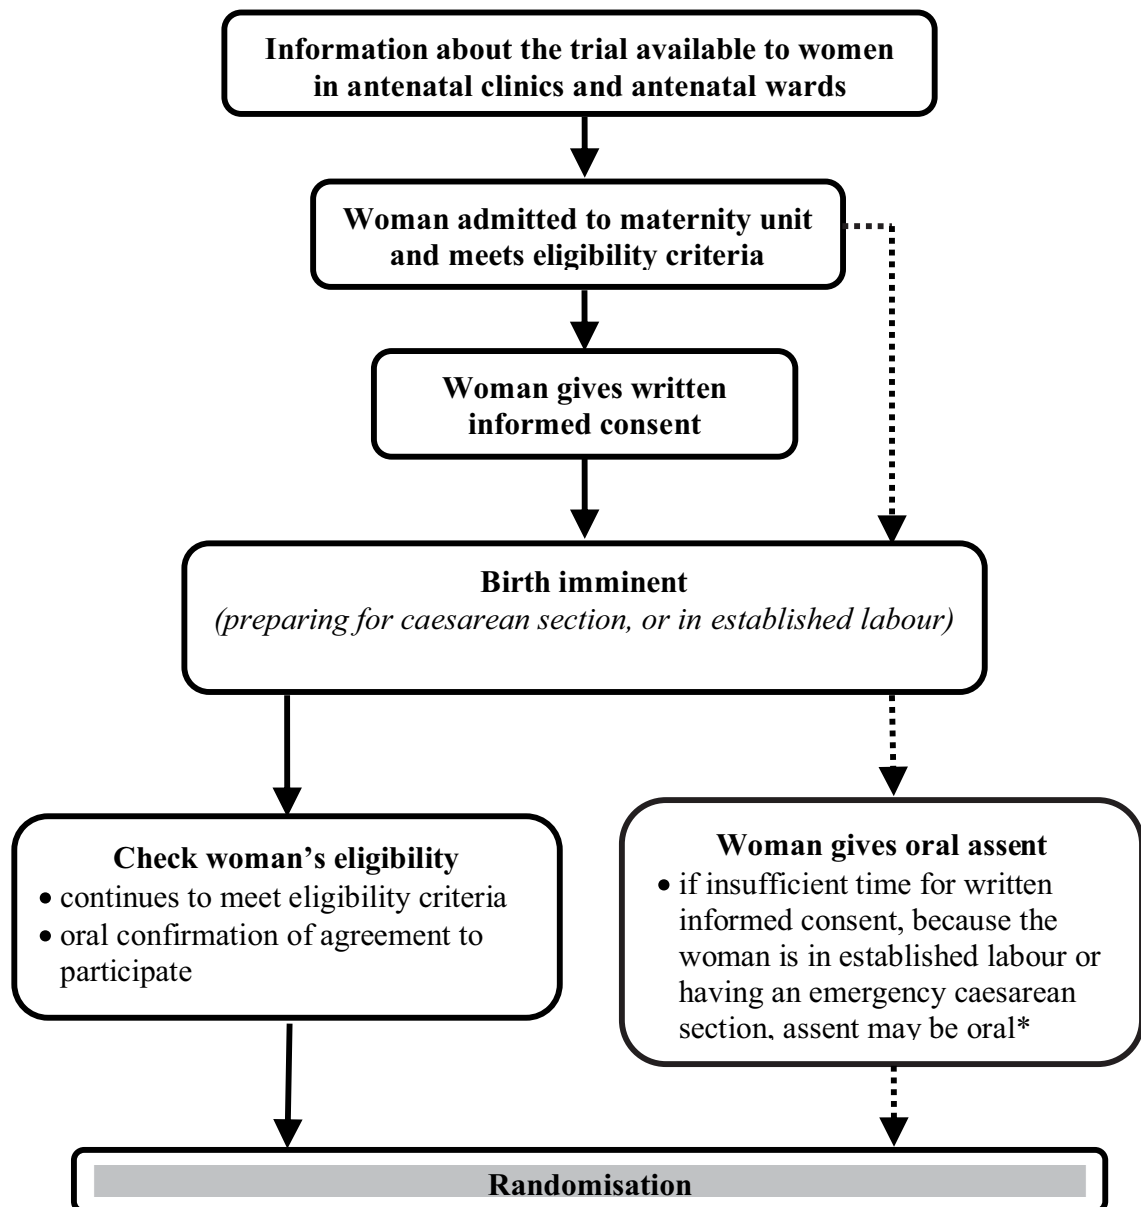 Information about the trial available to women
in antenatal clinics and antenatal wards
Woman admitted to maternity unit
and meets eligibility criteria
Woman gives written
informed consent
Birth imminent
(preparing for caesarean section, or in established labour)
Check woman’s eligibility
• continues to meet eligibility criteria
• oral confirmation of agreement to
participate
Woman gives oral assent
• if insufficient time for written
informed consent, because the
woman is in established labour or
having an emergency caesarean
section, assent may be oral*
Randomisation